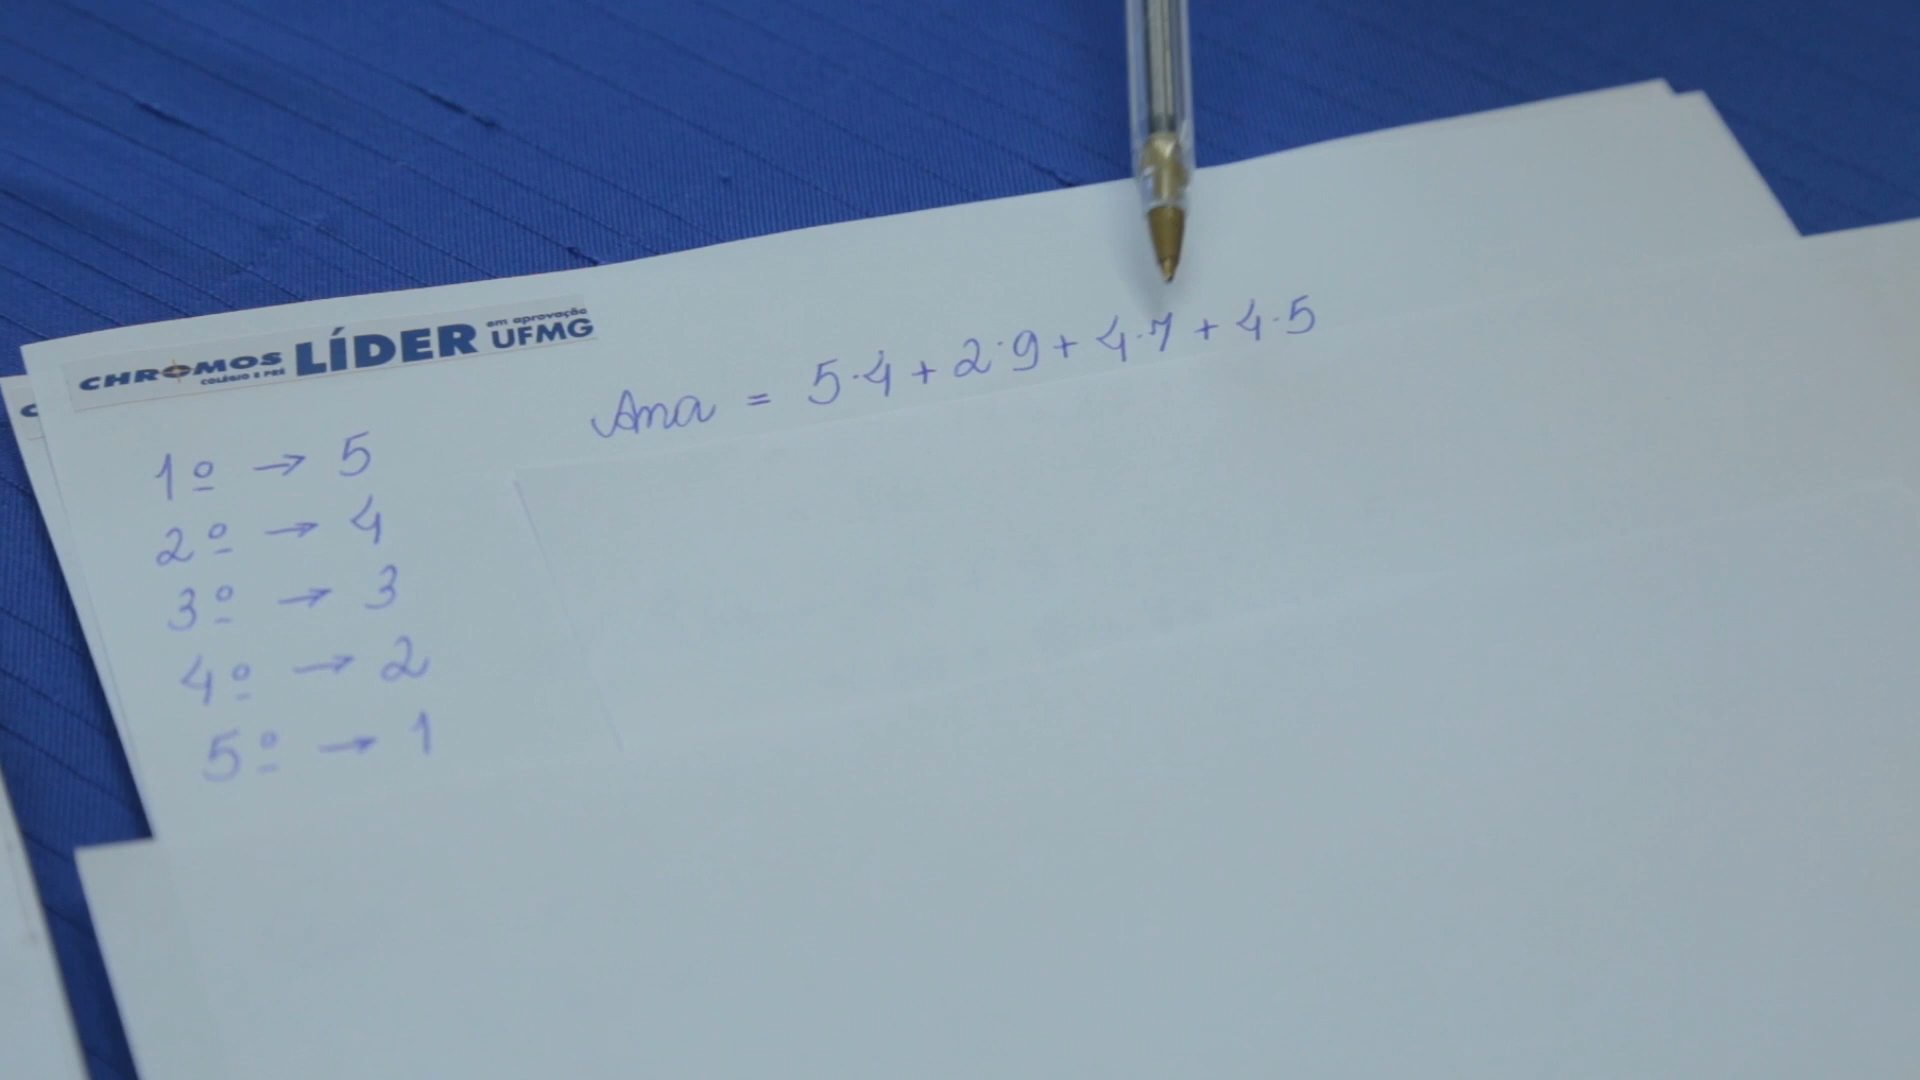 CHROMOS LÍDER em aprovação UFMG
COLÉGIO E PRÉ
Ana = 5·4 + 2·9 + 4·7 + 4·5
1º → 5
2º → 4
3º → 3
4º → 2
5º → 1